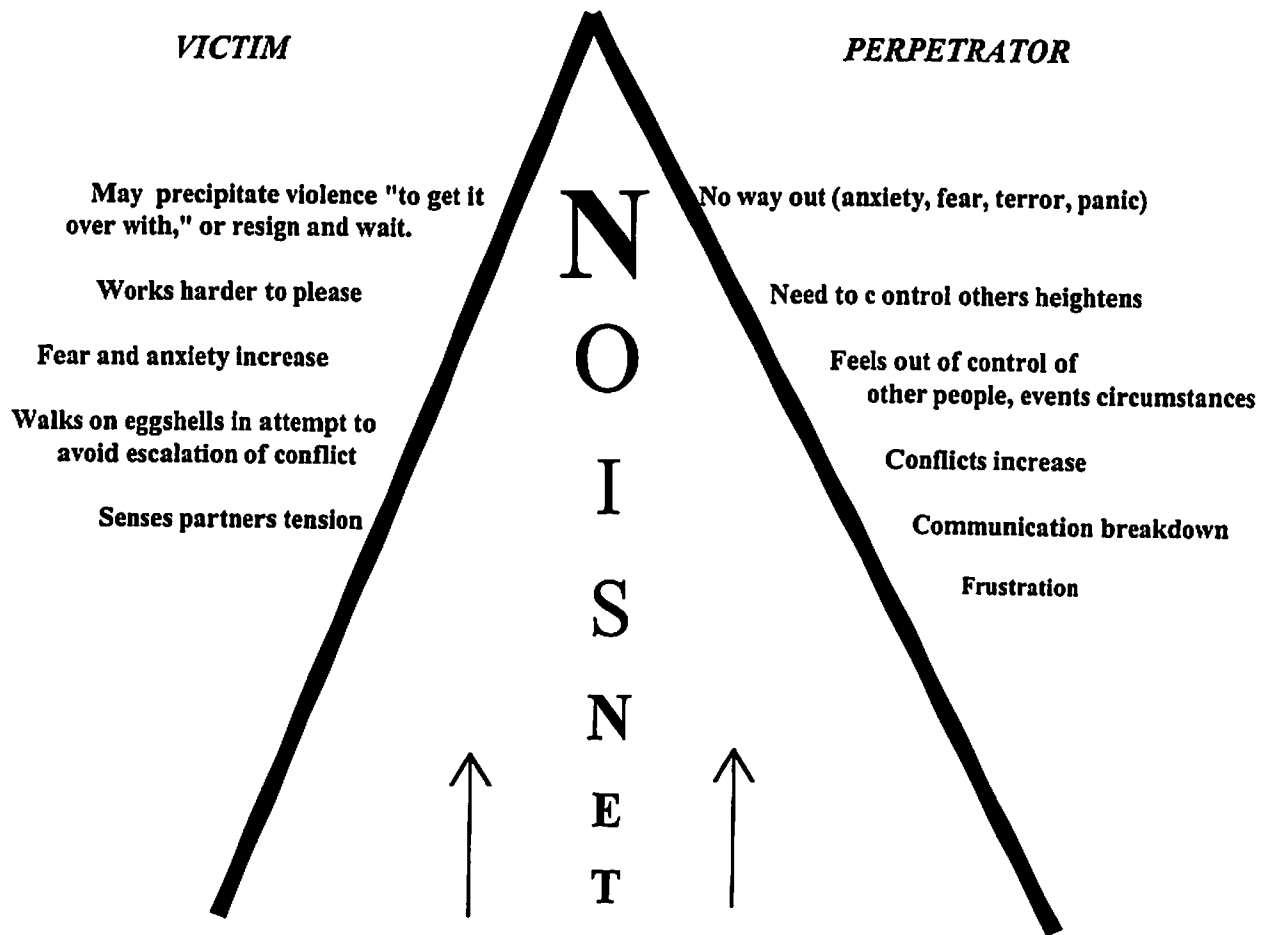 VICTIM
PERPETRATOR
May precipitate violence "to get it
over with," or resign and wait.
Works harder to please
Fear and anxiety increase
Walks on eggshells in attempt to
avoid escalation of conflict
Senses partners tension
N
O
I
S
N
E
T
No way out (anxiety, fear, terror, panic)
Need to c ontrol others heightens
Feels out of control of
other people, events circumstances
Conflicts increase
Communication breakdown
Frustration